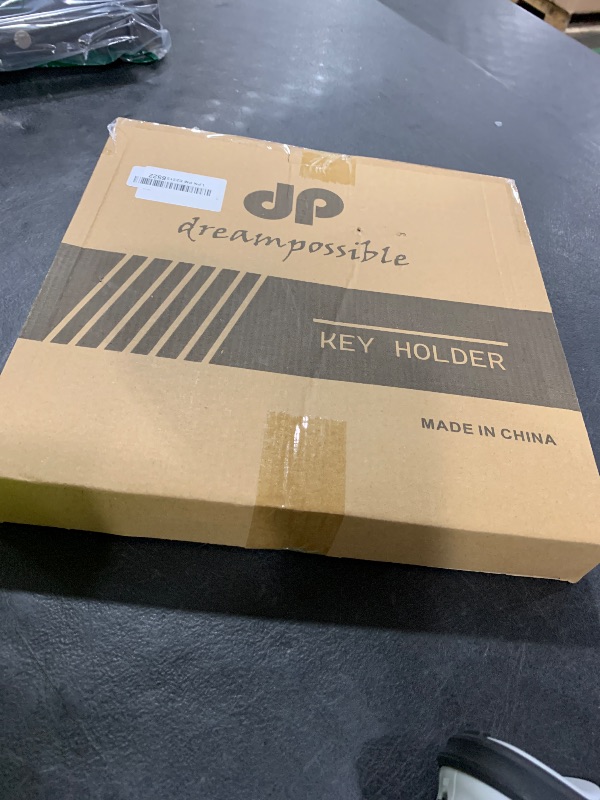 dp
dreampossible
KEY HOLDER
MADE IN CHINA